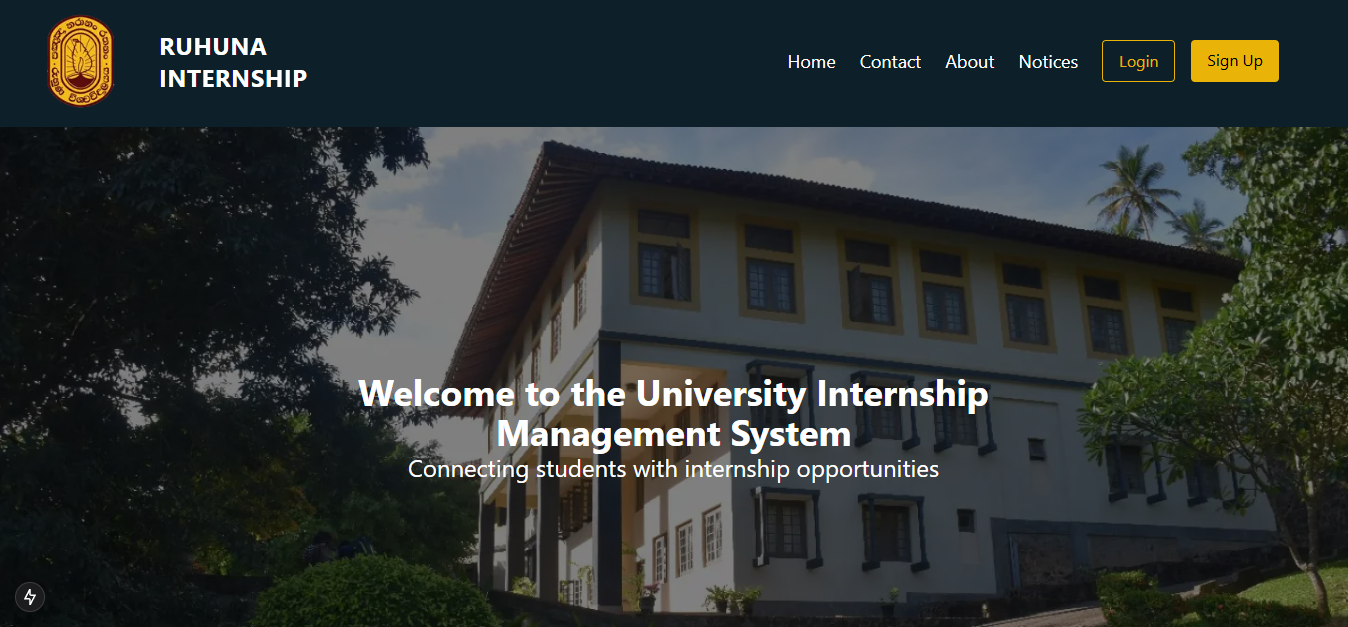 RUHUNA
INTERNSHIP
Home
Contact
About
Notices
Login
Sign Up
Welcome to the University Internship
Management System
Connecting students with internship opportunities